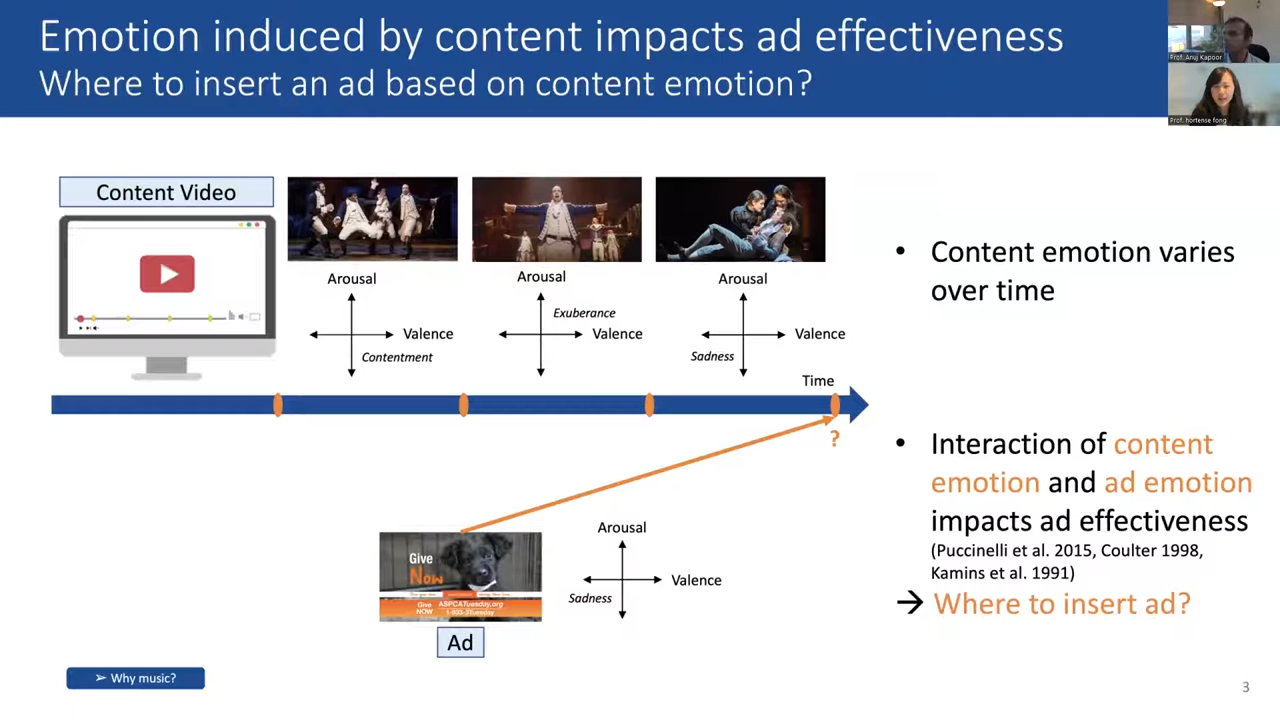 Emotion induced by content impacts ad effectiveness
Where to insert an ad based on content emotion?
Prof. Anuj Kapoor
Prof. hortense fong
Content Video
Arousal
Valence
Contentment
Arousal
Exuberance
Valence
Arousal
Valence
Sadness
Time
?
• Content emotion varies
over time
• Interaction of content
emotion and ad emotion
impacts ad effectiveness
(Puccinelli et al. 2015, Coulter 1998,
Kamins et al. 1991)
→ Where to insert ad?
Give
Now
Give
NOW
ASPCATuesday.org
Ad
Arousal
Valence
Sadness
➢ Why music?
3